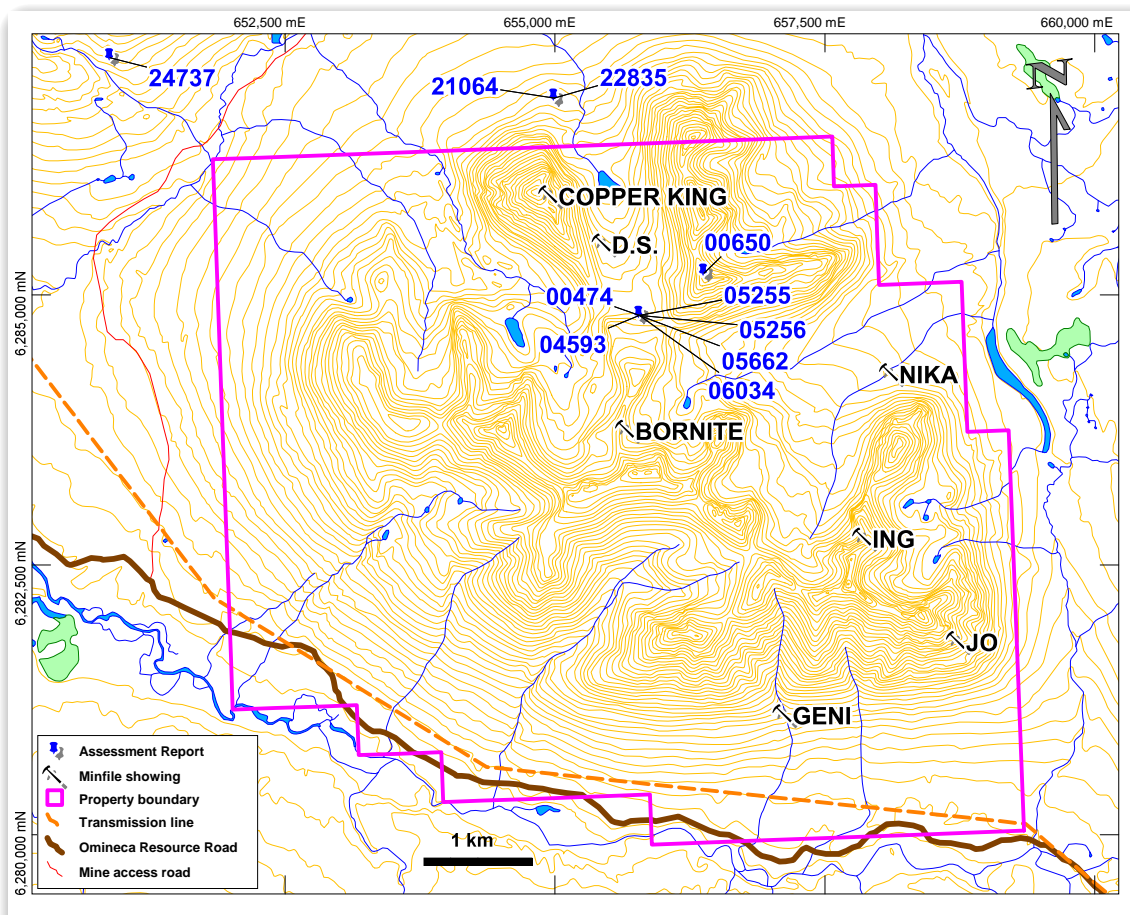 652,500 mE
655,000 mE
657,500 mE
660,000 mE
24737
21064
22835
N
COPPER KING
D.S.
00650
6,285,000 mN
00474
05255
05256
04593
05662
06034
NIKA
BORNITE
ING
6,282,500 mN
JO
GENI
Assessment Report
Minfile showing
Property boundary
Transmission line
Omineca Resource Road
Mine access road
1 km
6,280,000 mN